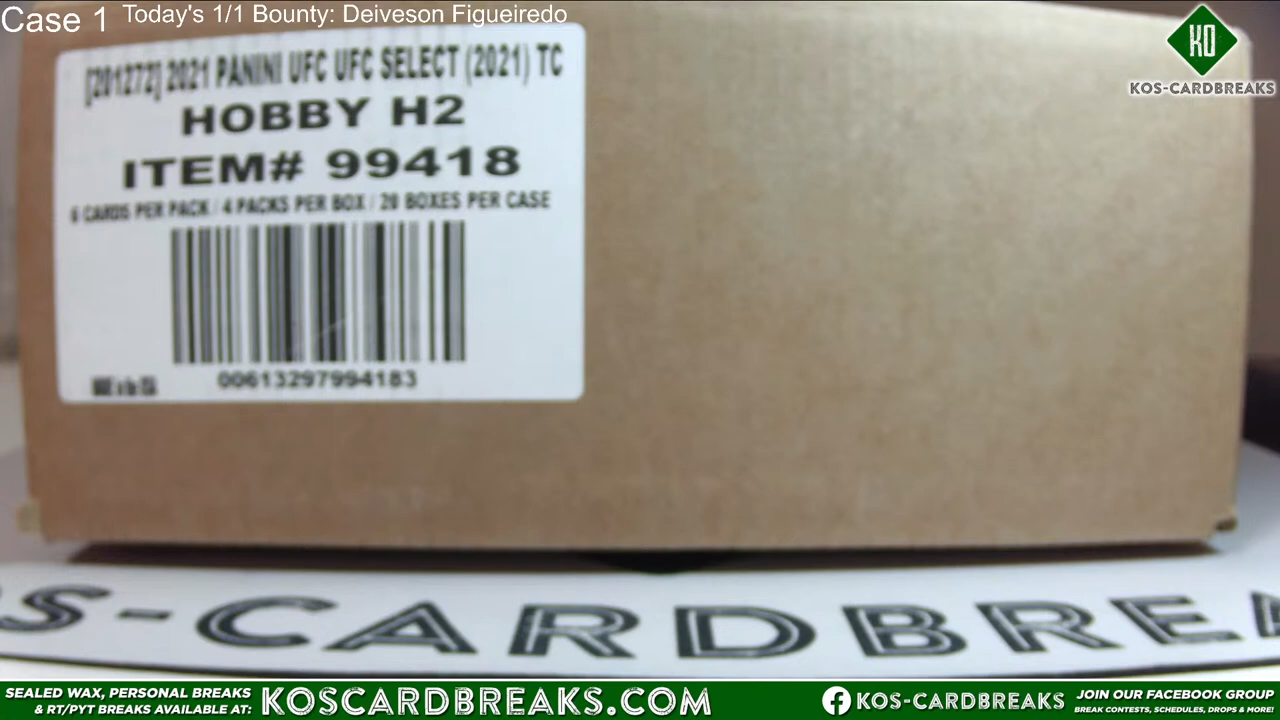 Case 1
Today's 1/1 Bounty: Deiveson Figueiredo
KO
KOS-CARDBREAKS
[201272] 2021 PANINI UFC UFC SELECT (2021) TC
HOBBY H2
ITEM# 99418
6 CARDS PER PACK / 4 PACKS PER BOX / 20 BOXES PER CASE
00613297994183
OS-CARDBREA
SEALED WAX, PERSONAL BREAKS
& RT/PYT BREAKS AVAILABLE AT:
KOSCARDBREAKS.COM
KOS-CARDBREAKS
JOIN OUR FACEBOOK GROUP
BREAK CONTESTS, SCHEDULES, DROPS & MORE!